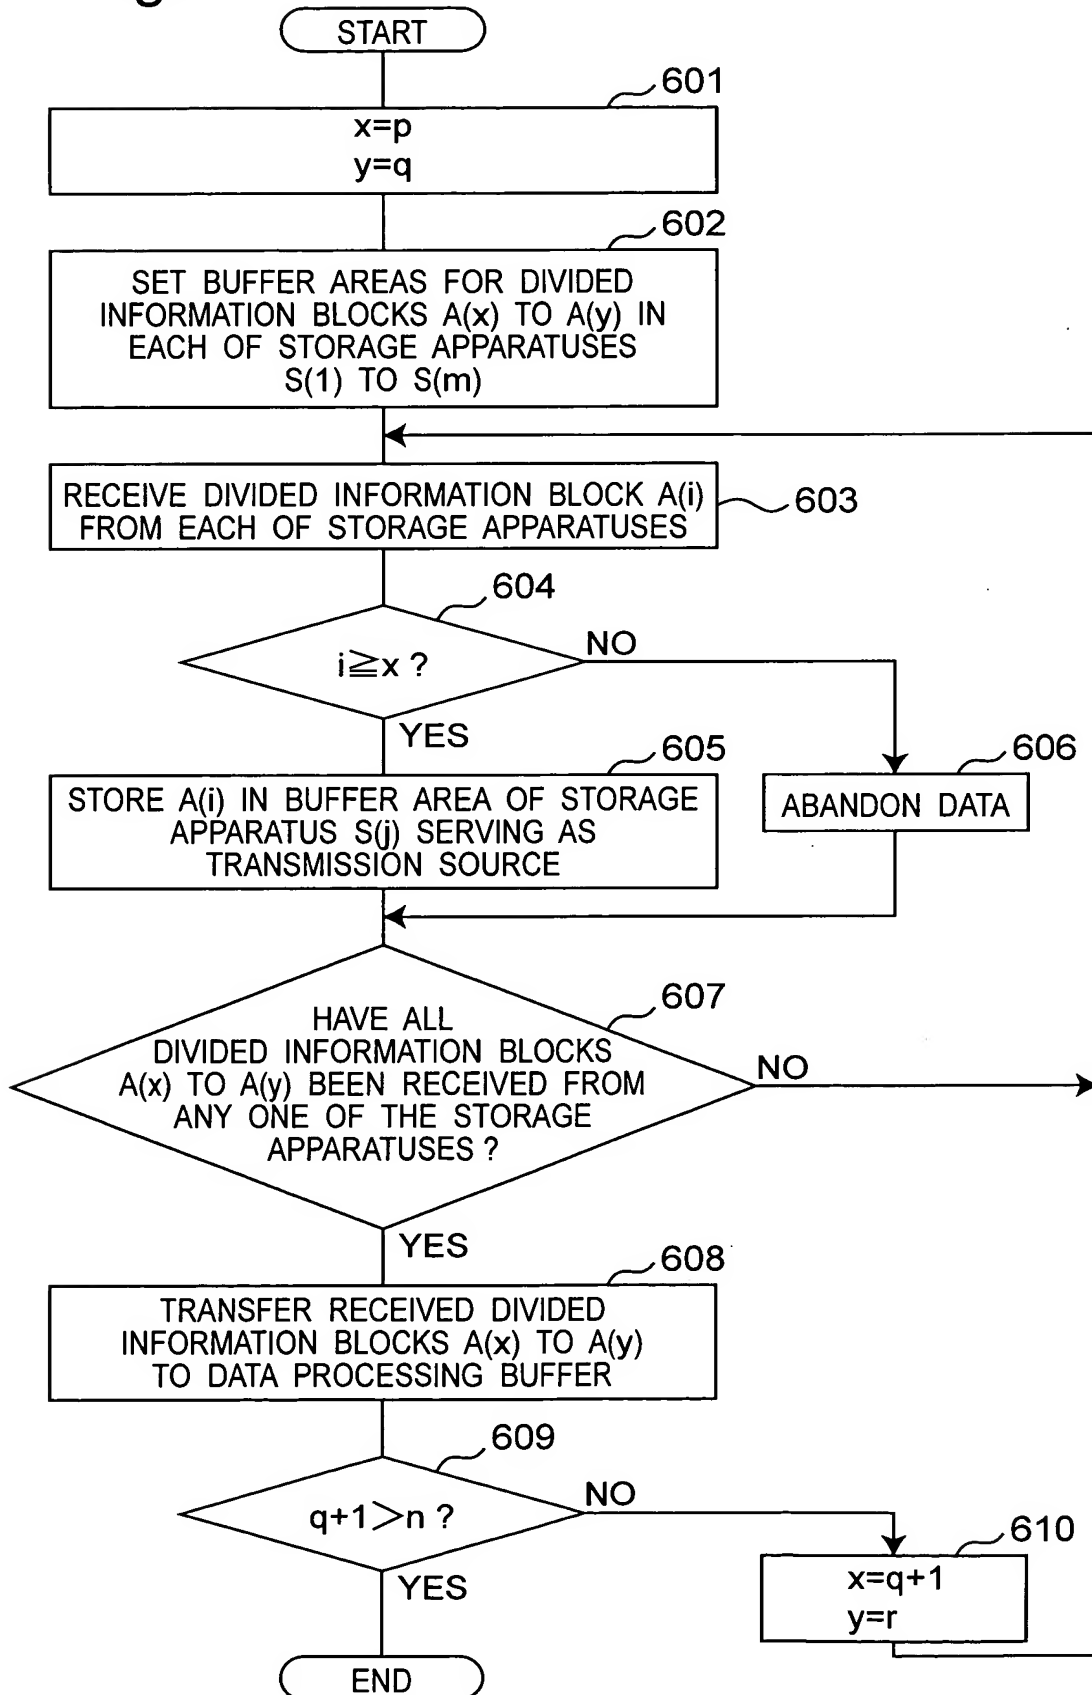 START
601
x=p
y=q
602
SET BUFFER AREAS FOR DIVIDED
INFORMATION BLOCKS A(x) TO A(y) IN
EACH OF STORAGE APPARATUSES
S(1) TO S(m)
RECEIVE DIVIDED INFORMATION BLOCK A(i)
FROM EACH OF STORAGE APPARATUSES
603
604
i≧x ?
NO
YES
605
606
STORE A(i) IN BUFFER AREA OF STORAGE
APPARATUS S(j) SERVING AS
TRANSMISSION SOURCE
ABANDON DATA
607
HAVE ALL
DIVIDED INFORMATION BLOCKS
A(x) TO A(y) BEEN RECEIVED FROM
ANY ONE OF THE STORAGE
APPARATUSES ?
NO
YES
608
TRANSFER RECEIVED DIVIDED
INFORMATION BLOCKS A(x) TO A(y)
TO DATA PROCESSING BUFFER
609
q+1>n ?
NO
610
x=q+1
y=r
YES
END